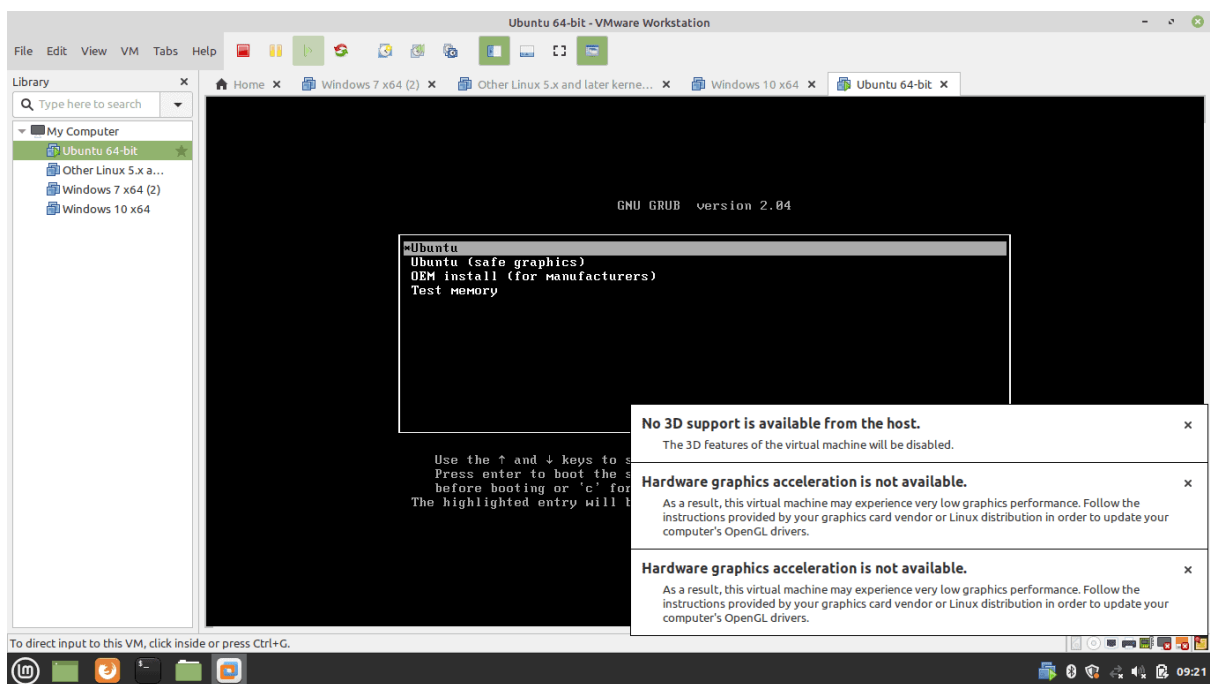 Ubuntu 64-bit - VMware Workstation
File Edit View VM Tabs Help
Library
Home
Windows 7 x64 (2)
Other Linux 5.x and later kerne...
Windows 10 x64
Ubuntu 64-bit
Type here to search
My Computer
Ubuntu 64-bit
Other Linux 5.x a...
Windows 7 x64 (2)
Windows 10 x64
GNU GRUB version 2.04
*Ubuntu
Ubuntu (safe graphics)
OEM install (for manufacturers)
Test memory
Use the ↑ and ↓ keys to s
Press enter to boot the s
before booting or 'c' for
The highlighted entry will b
No 3D support is available from the host.
The 3D features of the virtual machine will be disabled.
Hardware graphics acceleration is not available.
As a result, this virtual machine may experience very low graphics performance. Follow the
instructions provided by your graphics card vendor or Linux distribution in order to update your
computer's OpenGL drivers.
Hardware graphics acceleration is not available.
As a result, this virtual machine may experience very low graphics performance. Follow the
instructions provided by your graphics card vendor or Linux distribution in order to update your
computer's OpenGL drivers.
To direct input to this VM, click inside or press Ctrl+G.
09:21